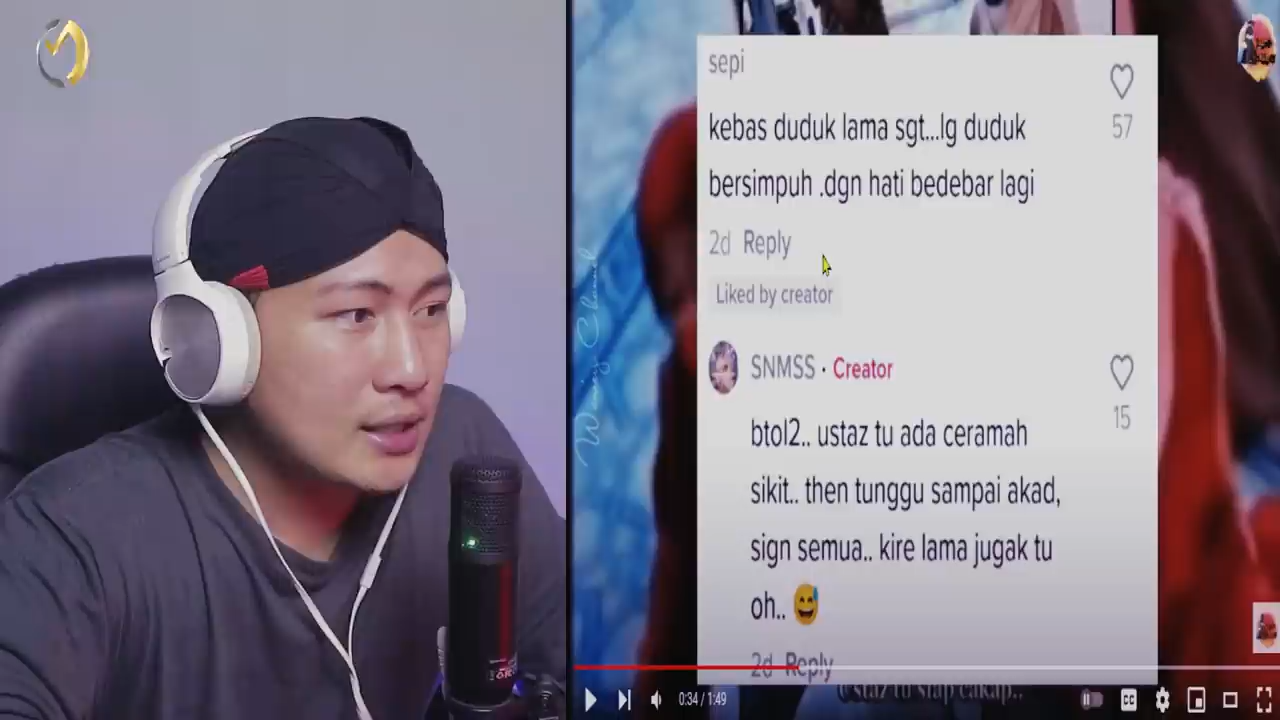 sepi
57
kebas duduk lama sgt...lg duduk
bersimpuh .dgn hati bedebar lagi
2d Reply
Liked by creator
SNMSS · Creator
15
btol2.. ustaz tu ada ceramah
sikit.. then tunggu sampai akad,
sign semua.. kire lama jugak tu
oh.. 😅
2d Reply
0:34 / 1:49